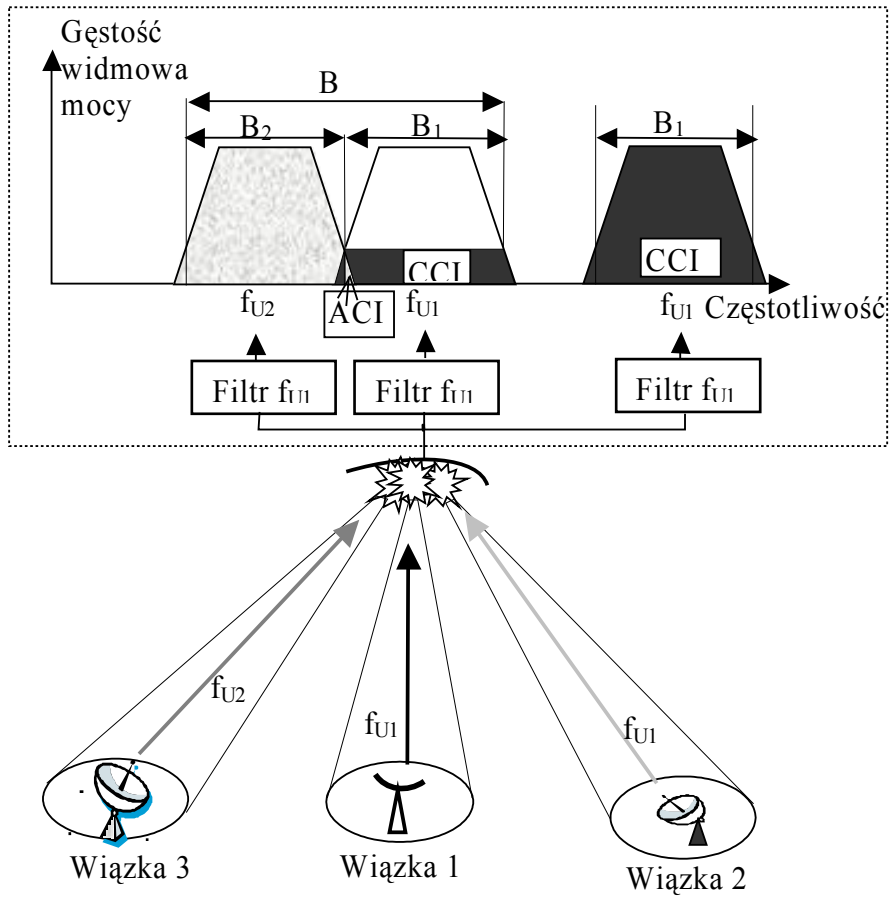 Gęstość
widmowa
mocy
B
B2
B1
B1
CCI
CCI
ACI
fU2
fU1
fU1 Częstotliwość
Filtr fU1
Filtr fU1
Filtr fU1
fU2
fU1
fU1
Wiązka 3
Wiązka 1
Wiązka 2